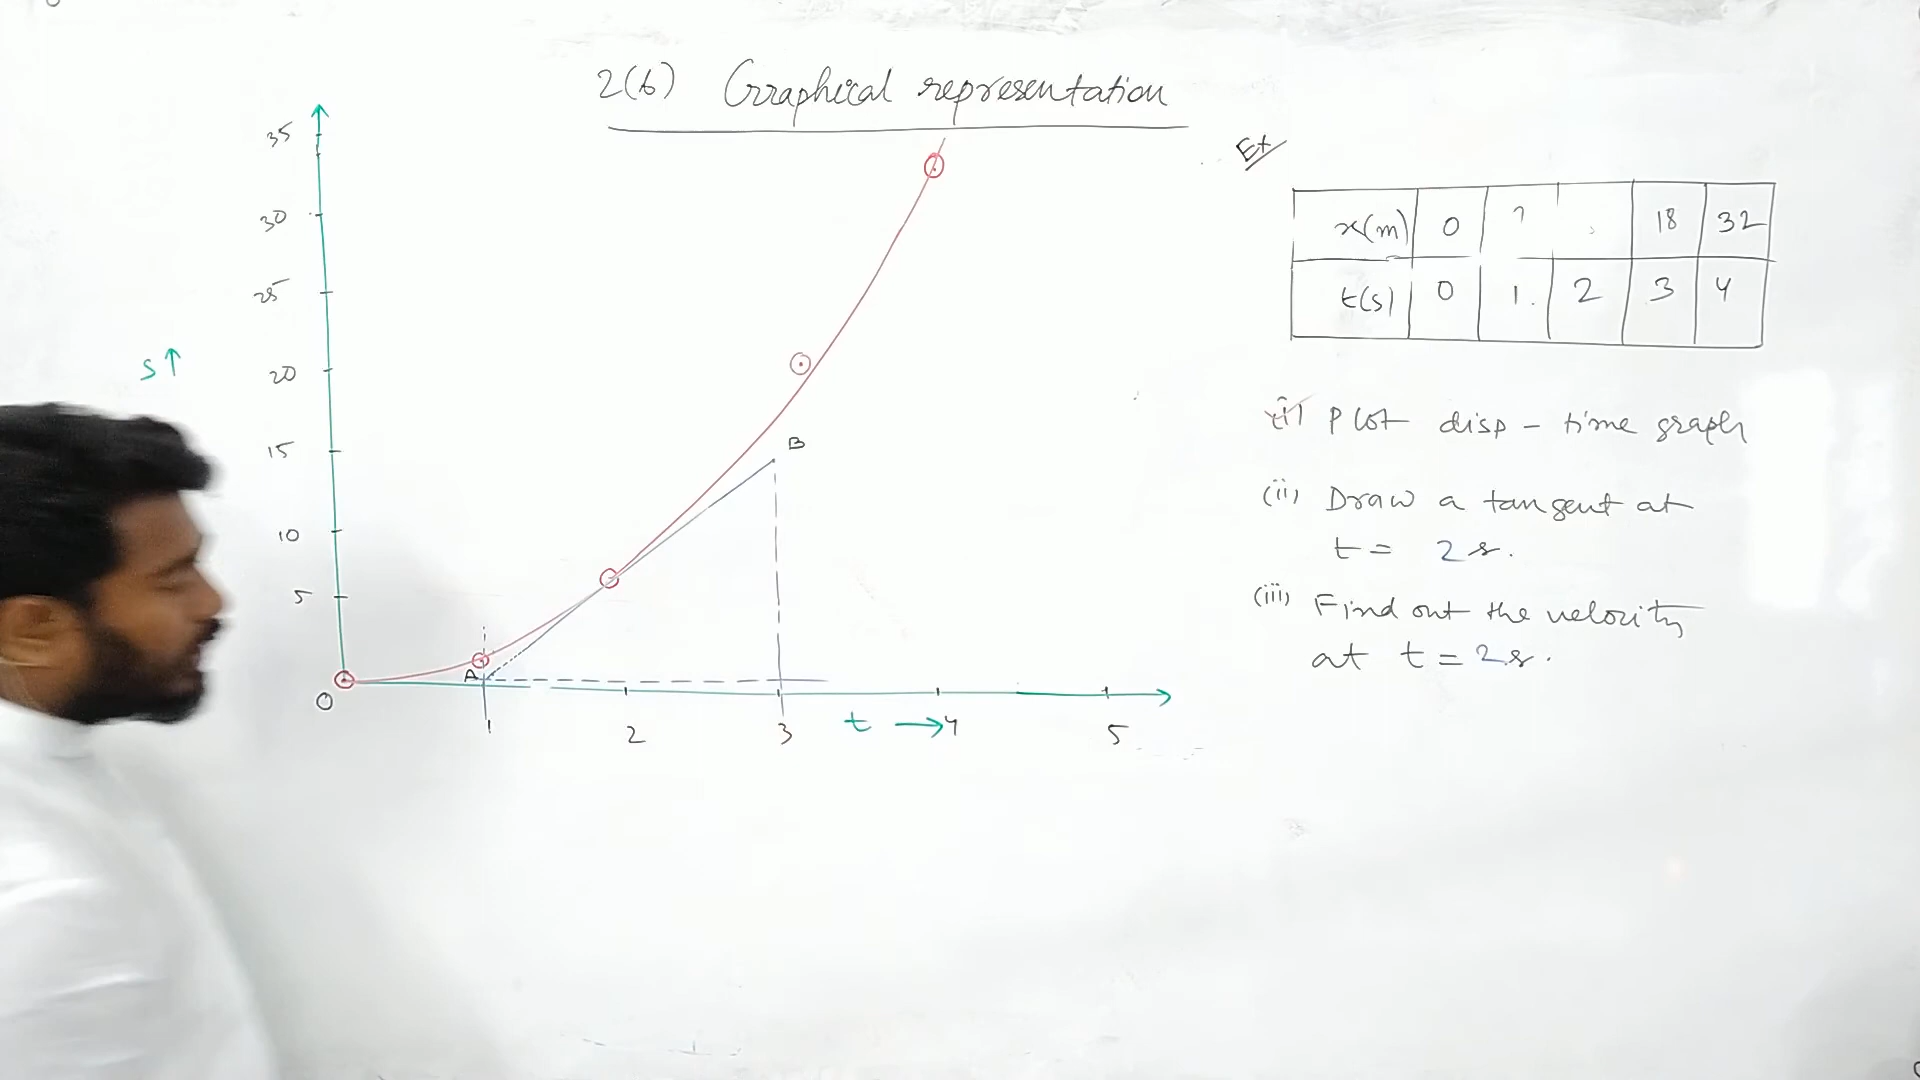 2(b) Graphical representation
35
30
25
20
15
10
5
S↑
O
1
2
3
4
5
t →
A
B
Ex
x(m) 0 18 32
t(s) 0 1. 2 3 4
(i) Plot disp - time graph
(ii) Draw a tangent at
t = 2s.
(iii) Find out the velocity
at t = 2s.